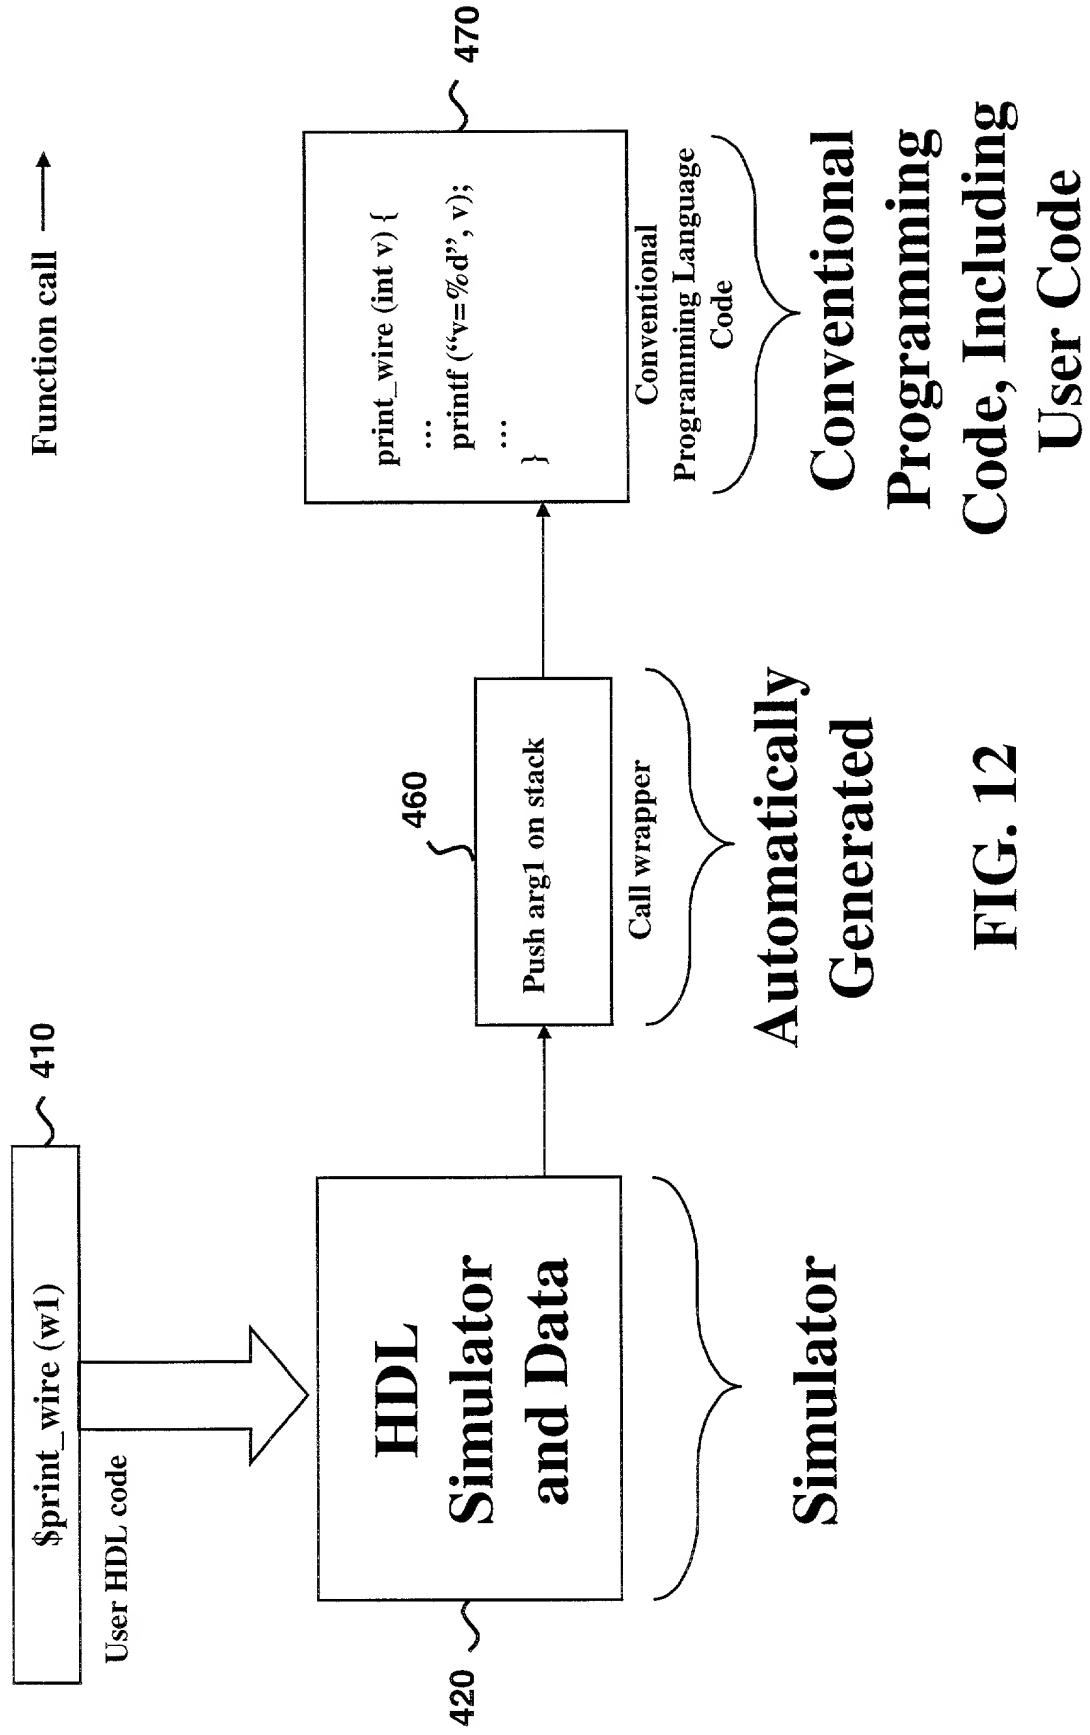 Function call
410
$print_wire (w1)
User HDL code
420
HDL
Simulator
and Data
Simulator
460
Push arg1 on stack
Call wrapper
Automatically
Generated
470
print_wire (int v) {
...
printf (“v=%d”, v);
...
}
Conventional
Programming Language
Code
Conventional
Programming
Code, Including
User Code
FIG. 12